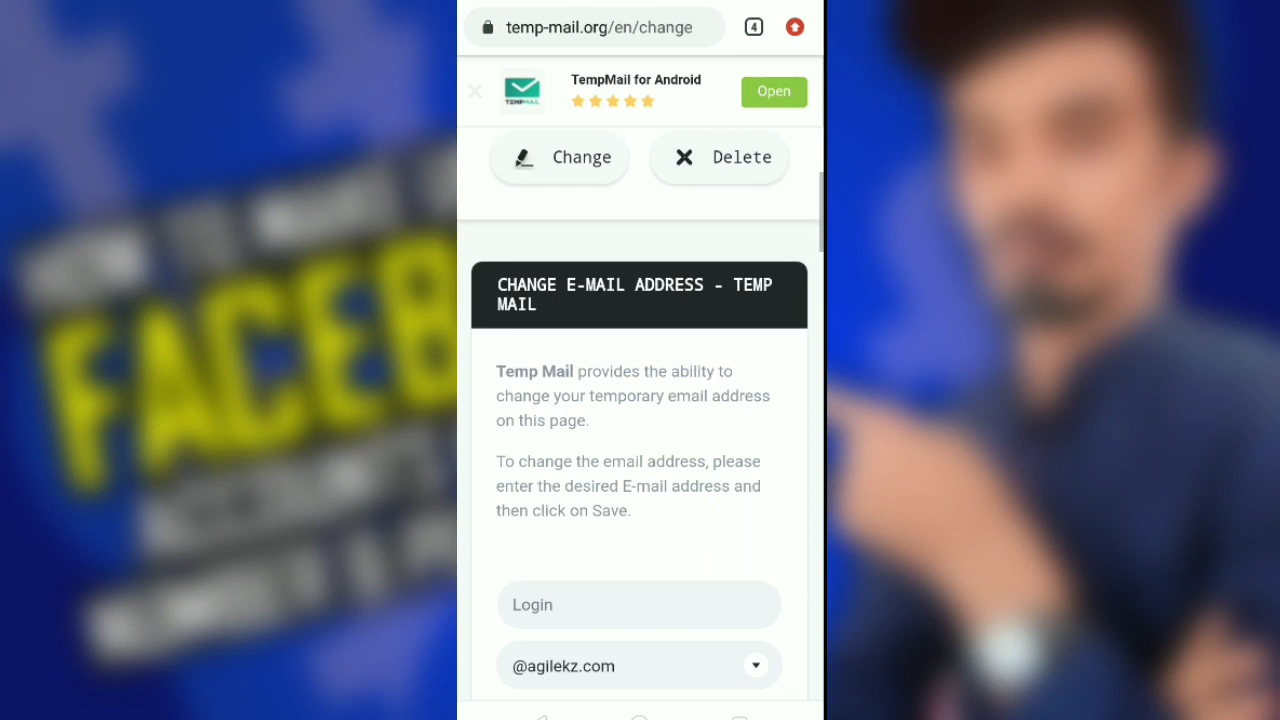 temp-mail.org/en/change
4
TempMail for Android
Open
TEMPMAIL
Change
Delete
CHANGE E-MAIL ADDRESS - TEMP
MAIL
Temp Mail provides the ability to
change your temporary email address
on this page.
To change the email address, please
enter the desired E-mail address and
then click on Save.
Login
@agilekz.com
FACEB